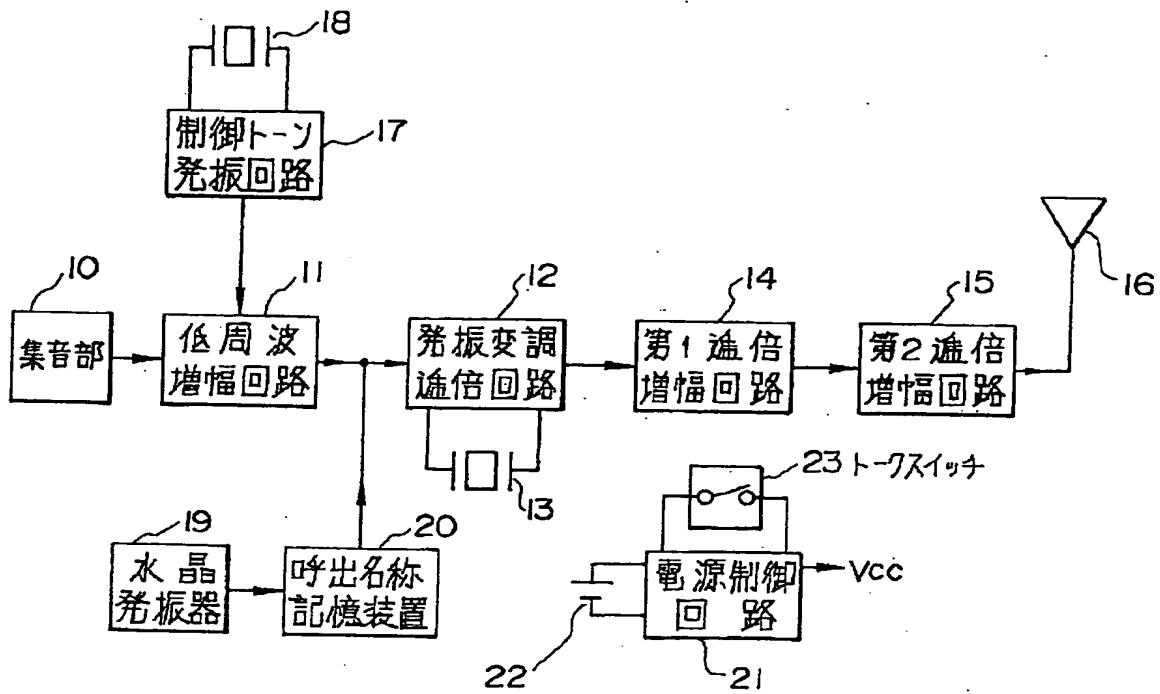 18
制御トーン
発振回路
17
10
集音部
11
低周波
増幅回路
12
発振変調
逓倍回路
13
14
第1逓倍
増幅回路
15
第2逓倍
増幅回路
16
19
水晶
発振器
20
呼出名称
記憶装置
23 トークスイッチ
電源制御
回路
Vcc
22
21